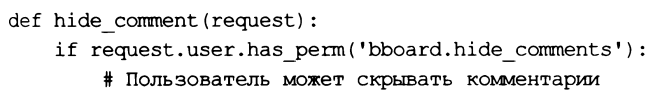 def hide_comment(request):
    if request.user.has_perm('bboard.hide_comments'):
        # Пользователь может скрывать комментарии